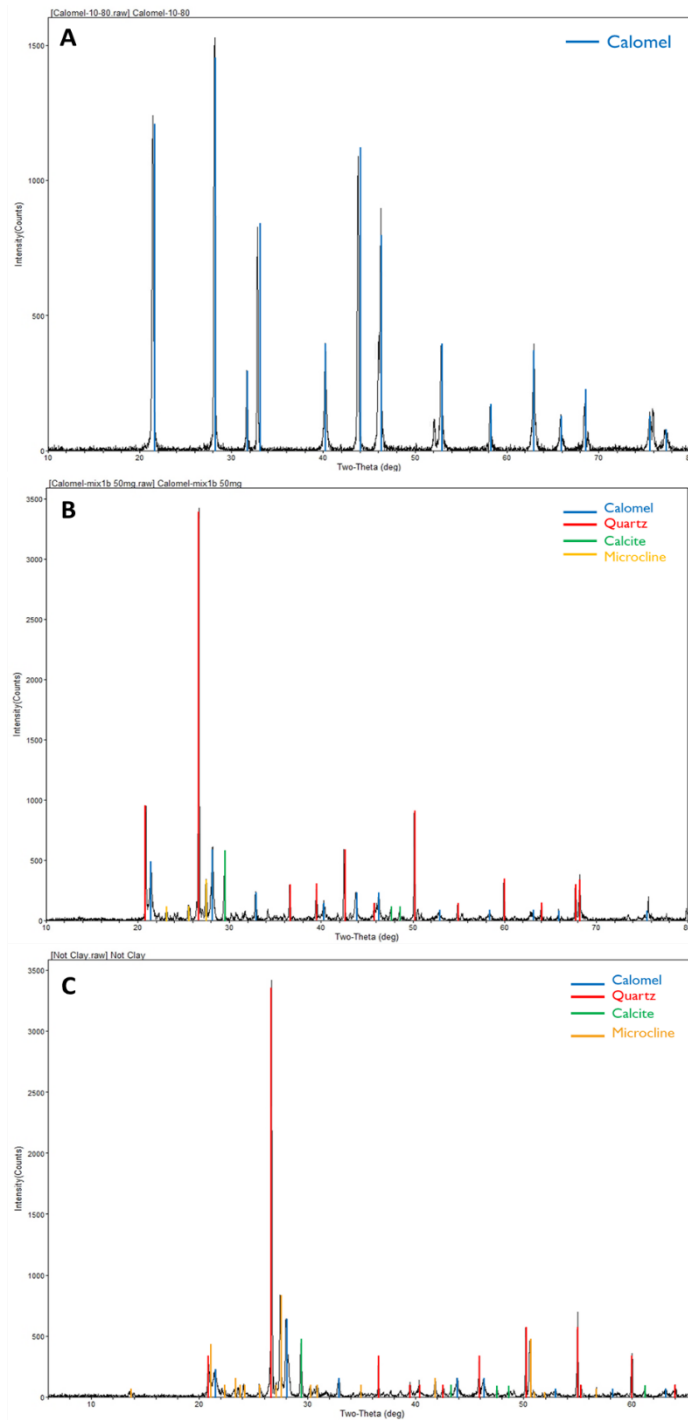 [Calomel-10-80.raw] Calomel-10-80
A
Calomel
1500
1000
500
0
Intensity(Counts)
10 20 30 40 50 60 70 80
Two-Theta (deg)
[Calomel-mix1b 50mg.raw] Calomel-mix1b 50mg
B
Calomel
Quartz
Calcite
Microcline
3500
3000
2500
2000
1500
1000
500
0
Intensity(Counts)
10 20 30 40 50 60 70 80
Two-Theta (deg)
[Not Clay.raw] Not Clay
C
Calomel
Quartz
Calcite
Microcline
3500
3000
2500
2000
1500
1000
500
0
Intensity(Counts)
10 20 30 40 50 60
Two-Theta (deg)